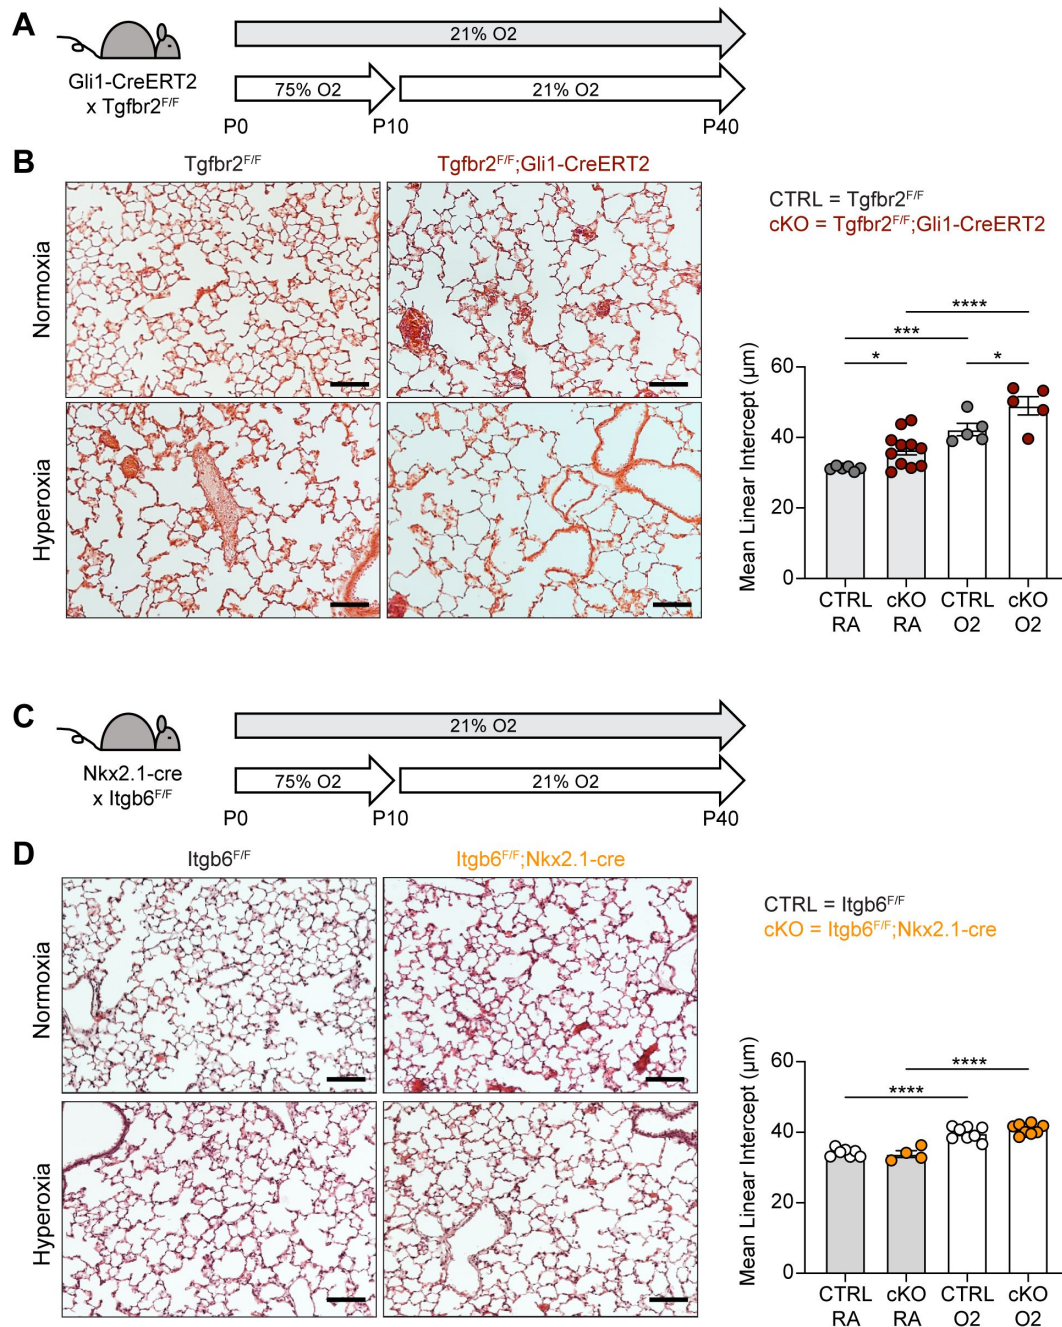 A
21% O2
Gli1-CreERT2
x Tgfbr2F/F
75% O2
21% O2
P0
P10
P40
B
Tgfbr2F/F
Tgfbr2F/F;Gli1-CreERT2
Normoxia
Hyperoxia
CTRL = Tgfbr2F/F
cKO = Tgfbr2F/F;Gli1-CreERT2
****
***
*
*
Mean Linear Intercept (µm)
60
40
20
0
CTRL
RA
cKO
RA
CTRL
O2
cKO
O2
C
21% O2
Nkx2.1-cre
x Itgb6F/F
75% O2
21% O2
P0
P10
P40
D
Itgb6F/F
Itgb6F/F;Nkx2.1-cre
Normoxia
Hyperoxia
CTRL = Itgb6F/F
cKO = Itgb6F/F;Nkx2.1-cre
****
****
Mean Linear Intercept (µm)
60
40
20
0
CTRL
RA
cKO
RA
CTRL
O2
cKO
O2